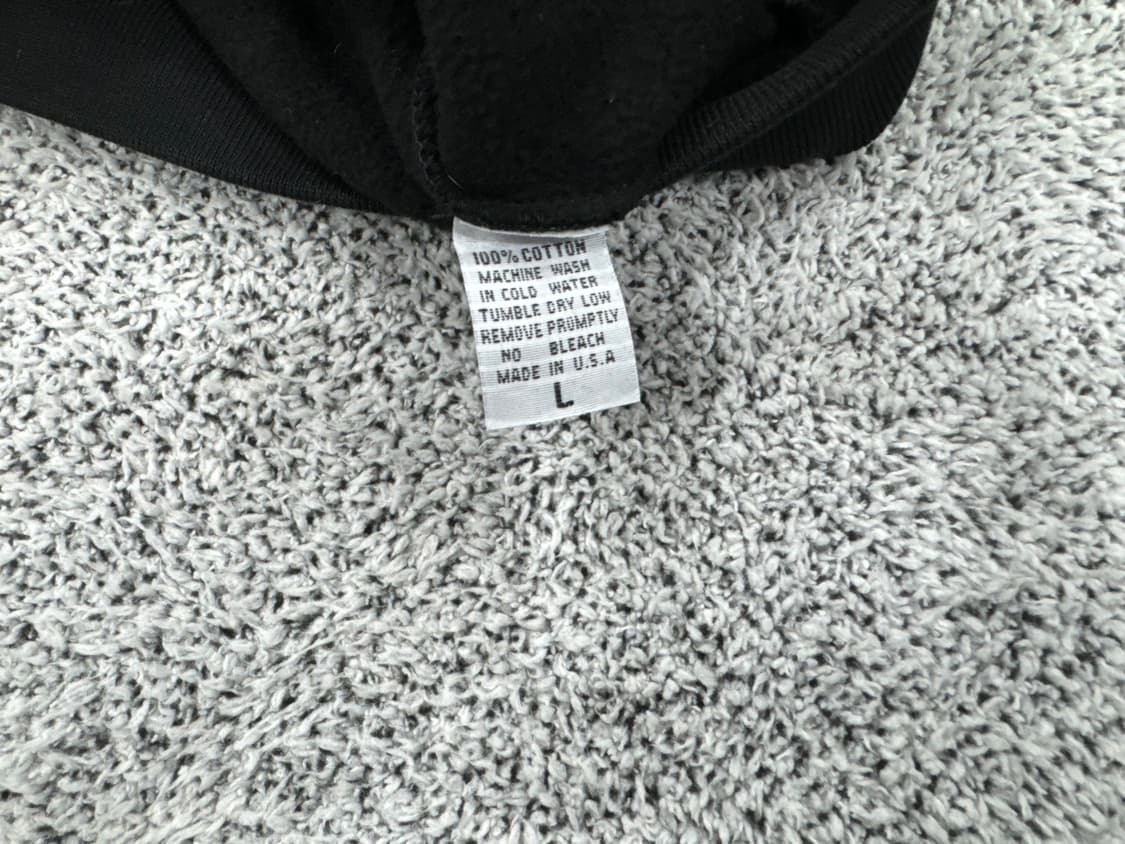 100% COTTON
MACHINE WASH
IN COLD WATER
TUMBLE DRY LOW
REMOVE PROMPTLY
NO BLEACH
MADE IN U.S.A
L